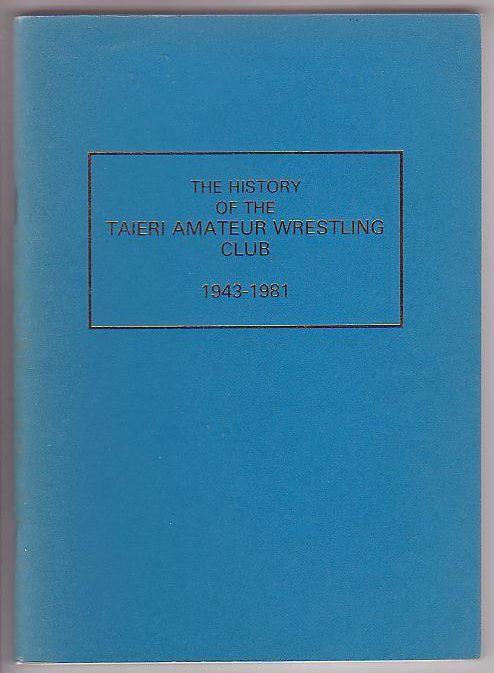 THE HISTORY
OF THE
TAIERI AMATEUR WRESTLING
CLUB
1943-1981